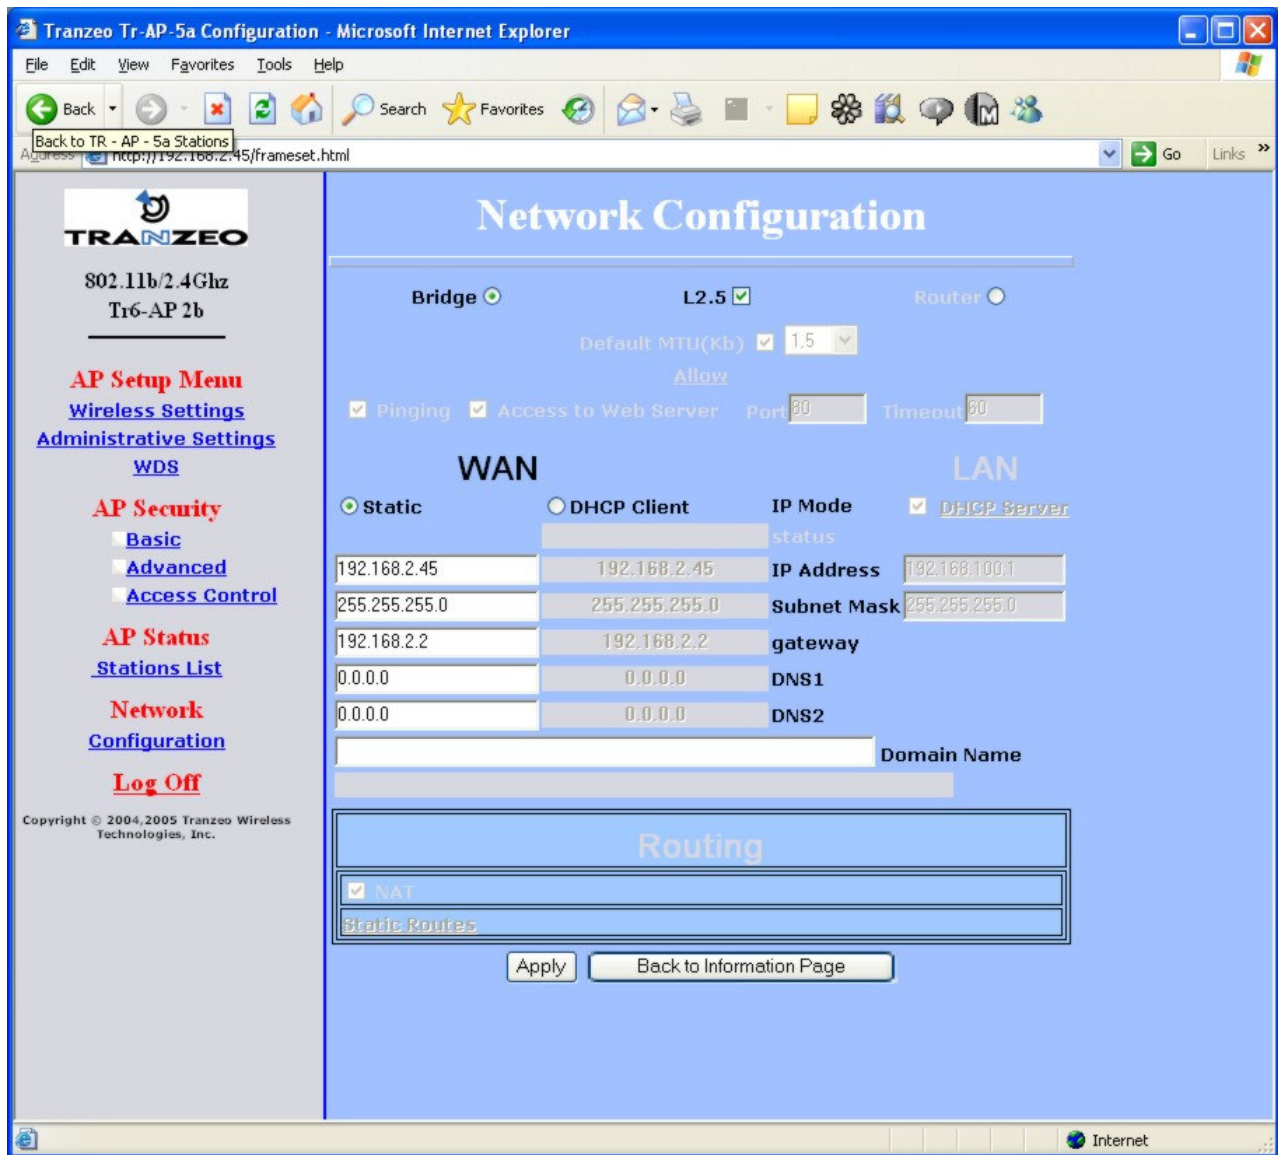 Tranzeo Tr-AP-5a Configuration - Microsoft Internet Explorer
File Edit View Favorites Tools Help
Back Search Favorites
Back to TR - AP - 5a Stations
http://192.168.2.45/frameset.html Go Links »
TRANZEO
802.11b/2.4Ghz
Tr6-AP 2b
AP Setup Menu
Wireless Settings
Administrative Settings
WDS
AP Security
Basic
Advanced
Access Control
AP Status
Stations List
Network
Configuration
Log Off
Copyright © 2004,2005 Tranzeo Wireless
Technologies, Inc.
Network Configuration
Bridge L2.5 Router
Default MTU(Kb) 1,5
Allow
Pinging Access to Web Server Port 80 Timeout 60
WAN LAN
Static DHCP Client IP Mode DHCP Server
status
192.168.2.45 192.168.2.45 IP Address 192.168.100.1
255.255.255.0 255.255.255.0 Subnet Mask 255.255.255.0
192.168.2.2 192.168.2.2 gateway
0.0.0.0 0.0.0.0 DNS1
0.0.0.0 0.0.0.0 DNS2
Domain Name
Routing
NAT
Static Routes
Apply Back to Information Page
Internet